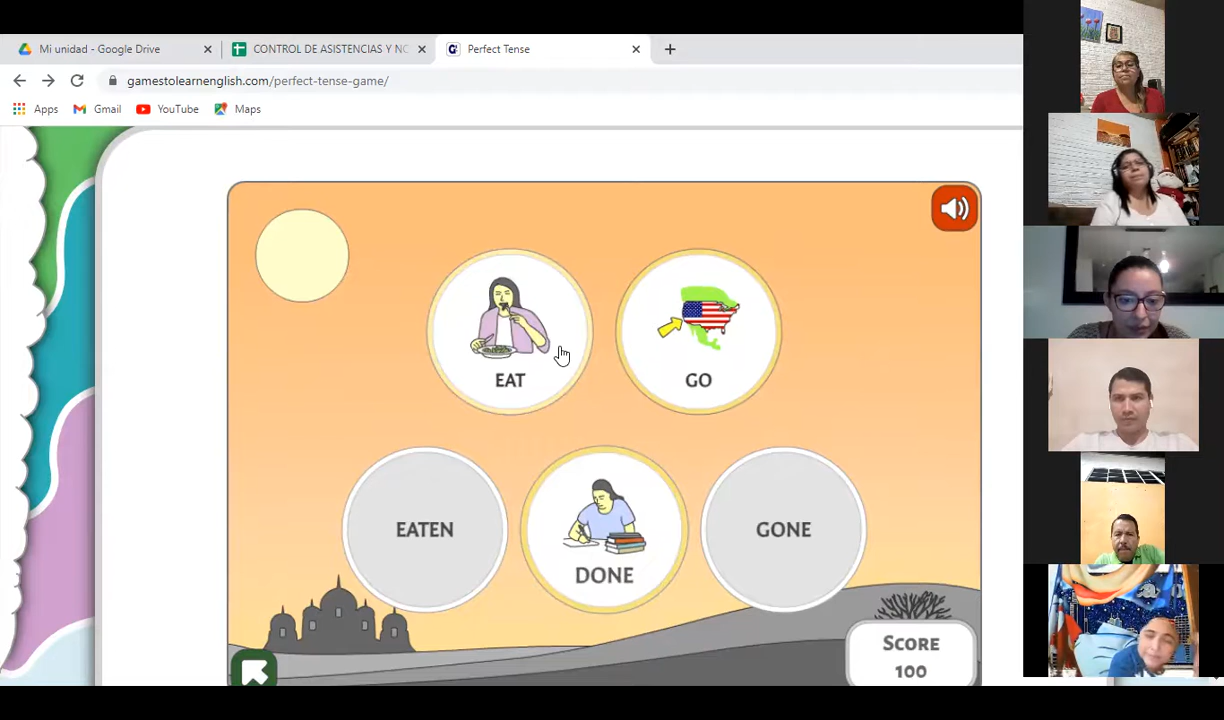 Mi unidad - Google Drive
CONTROL DE ASISTENCIAS Y NC
Perfect Tense
gamestolearnenglish.com/perfect-tense-game/
Apps Gmail YouTube Maps
EAT GO
EATEN DONE GONE
SCORE
100